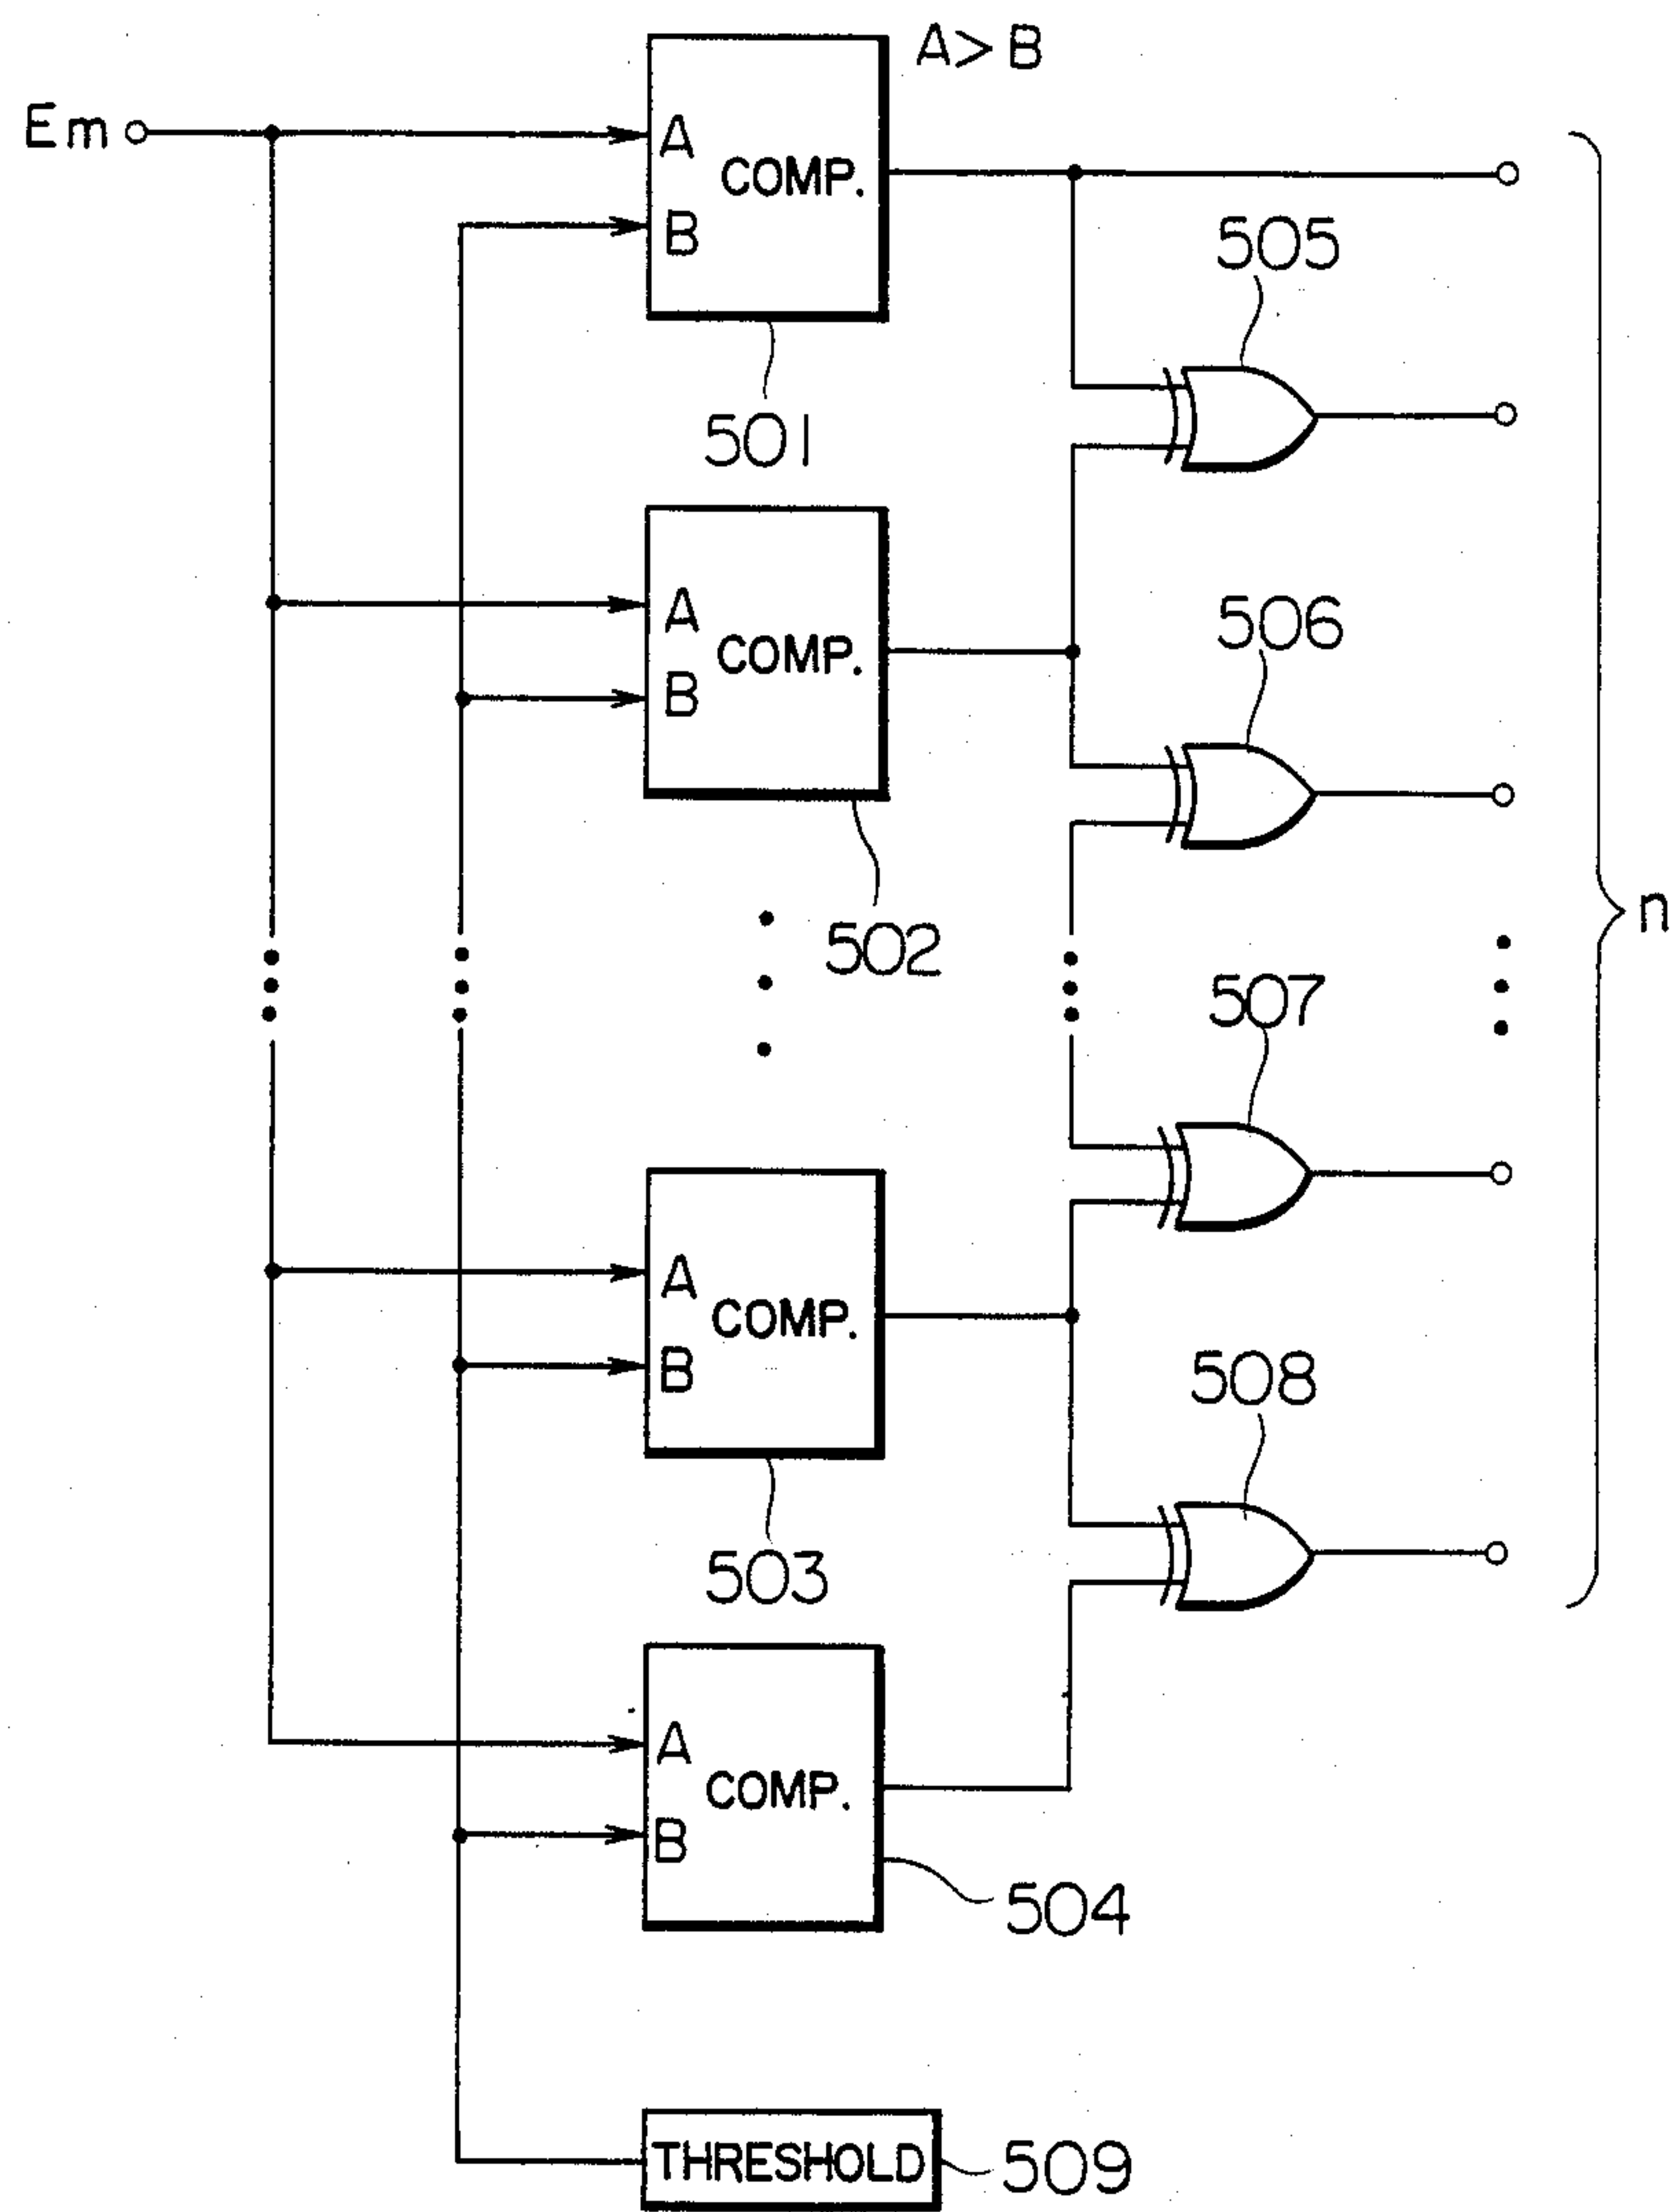 A > B
Em
A
COMP.
B
505
501
506
A
COMP.
B
502
n
507
A
COMP.
B
508
503
A
COMP.
B
504
THRESHOLD
509